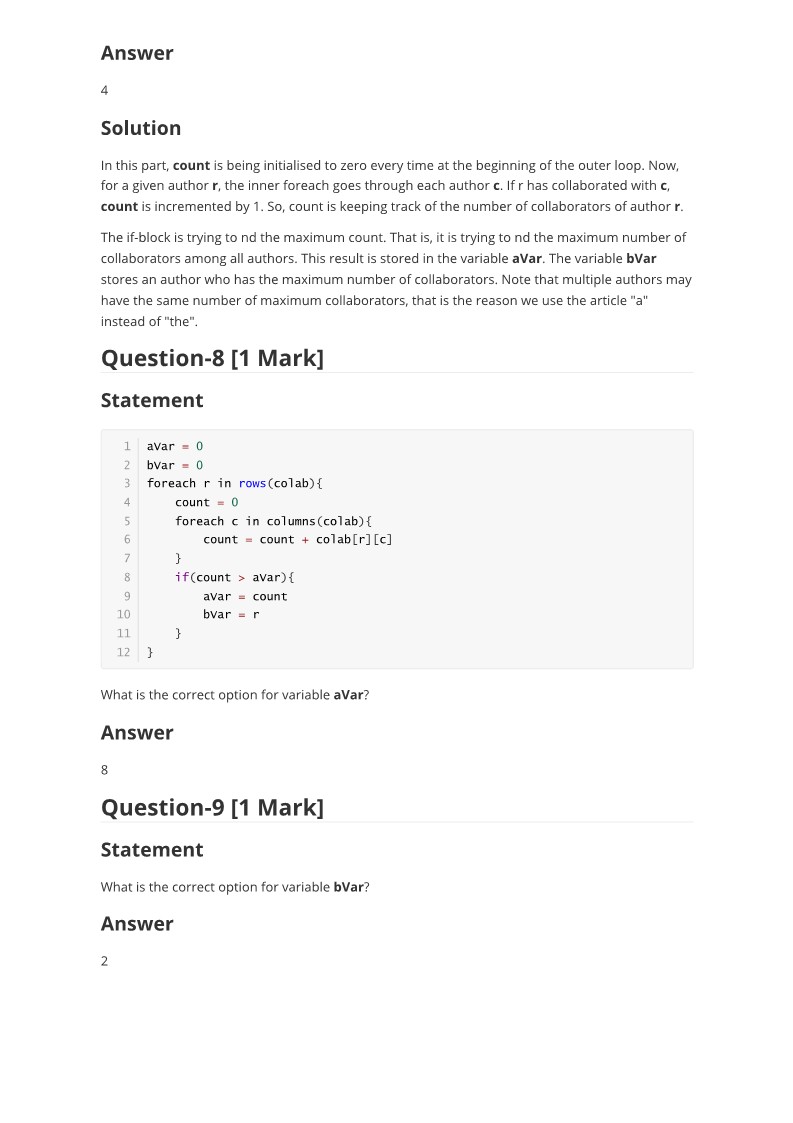 Answer
4
Solution
In this part, count is being initialised to zero every time at the beginning of the outer loop. Now,
for a given author r, the inner foreach goes through each author c. If r has collaborated with c,
count is incremented by 1. So, count is keeping track of the number of collaborators of author r.
The if-block is trying to nd the maximum count. That is, it is trying to nd the maximum number of
collaborators among all authors. This result is stored in the variable aVar. The variable bVar
stores an author who has the maximum number of collaborators. Note that multiple authors may
have the same number of maximum collaborators, that is the reason we use the article "a"
instead of "the".
Question-8 [1 Mark]
Statement
1 aVar = 0
2 bVar = 0
3 foreach r in rows(colab){
4     count = 0
5     foreach c in columns(colab){
6         count = count + colab[r][c]
7     }
8     if(count > aVar){
9         aVar = count
10         bVar = r
11     }
12 }
What is the correct option for variable aVar?
Answer
8
Question-9 [1 Mark]
Statement
What is the correct option for variable bVar?
Answer
2